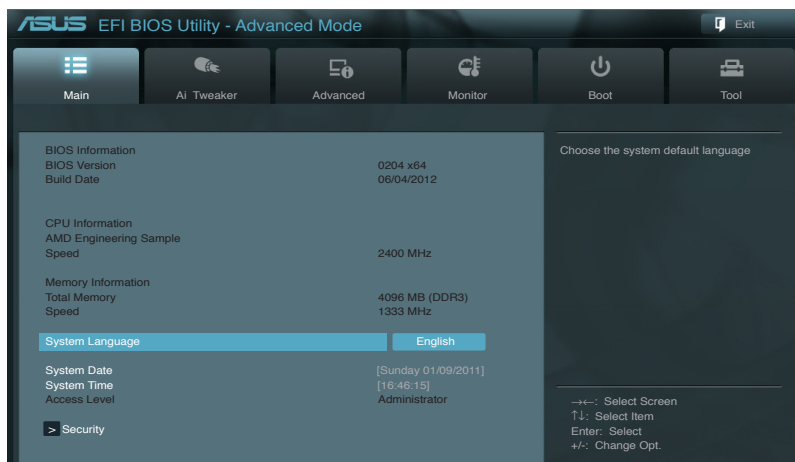 ASUS EFI BIOS Utility - Advanced Mode
Exit
Main
Ai Tweaker
Advanced
Monitor
Boot
Tool
BIOS Information
BIOS Version 0204 x64
Build Date 06/04/2012
CPU Information
AMD Engineering Sample
Speed 2400 MHz
Memory Information
Total Memory 4096 MB (DDR3)
Speed 1333 MHz
System Language English
System Date [Sunday 01/09/2011]
System Time [16:46:15]
Access Level Administrator
> Security
Choose the system default language
→←: Select Screen
↑↓: Select Item
Enter: Select
+/-: Change Opt.